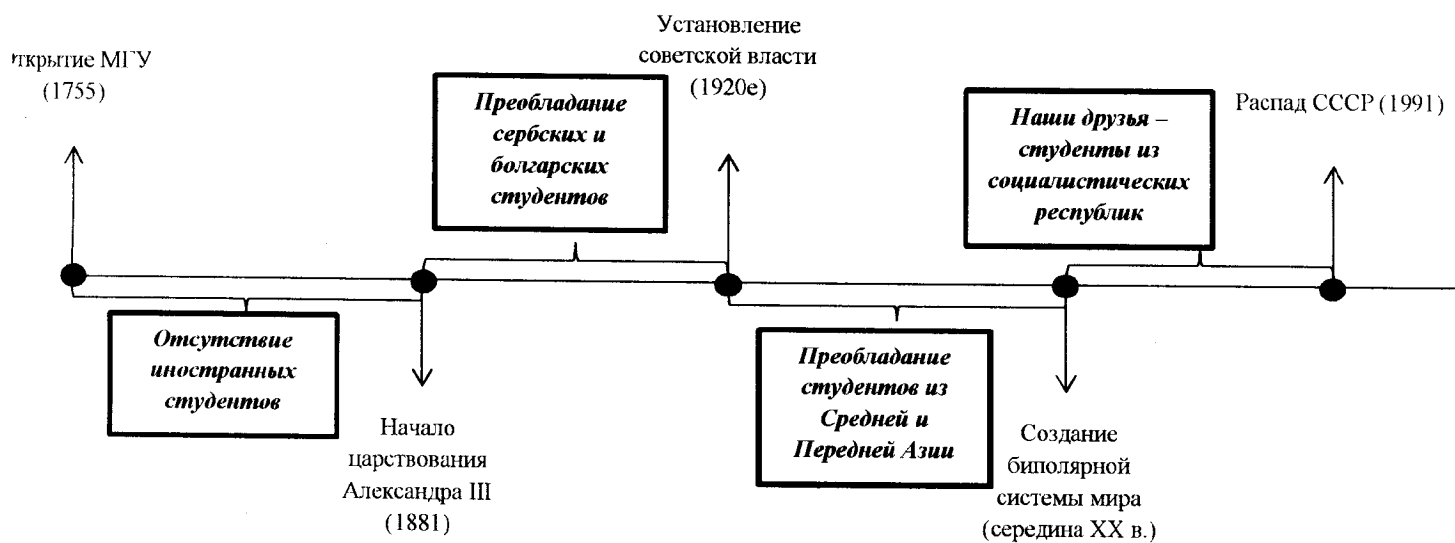 ткрытие МГУ
(1755)
Преобладание
сербских и
болгарских
студентов
Установление
советской власти
(1920е)
Наши друзья –
студенты из
социалистических
республик
Распад СССР (1991)
Отсутствие
иностранных
студентов
Начало
царствования
Александра III
(1881)
Преобладание
студентов из
Средней и
Передней Азии
Создание
биполярной
системы мира
(середина XX в.)